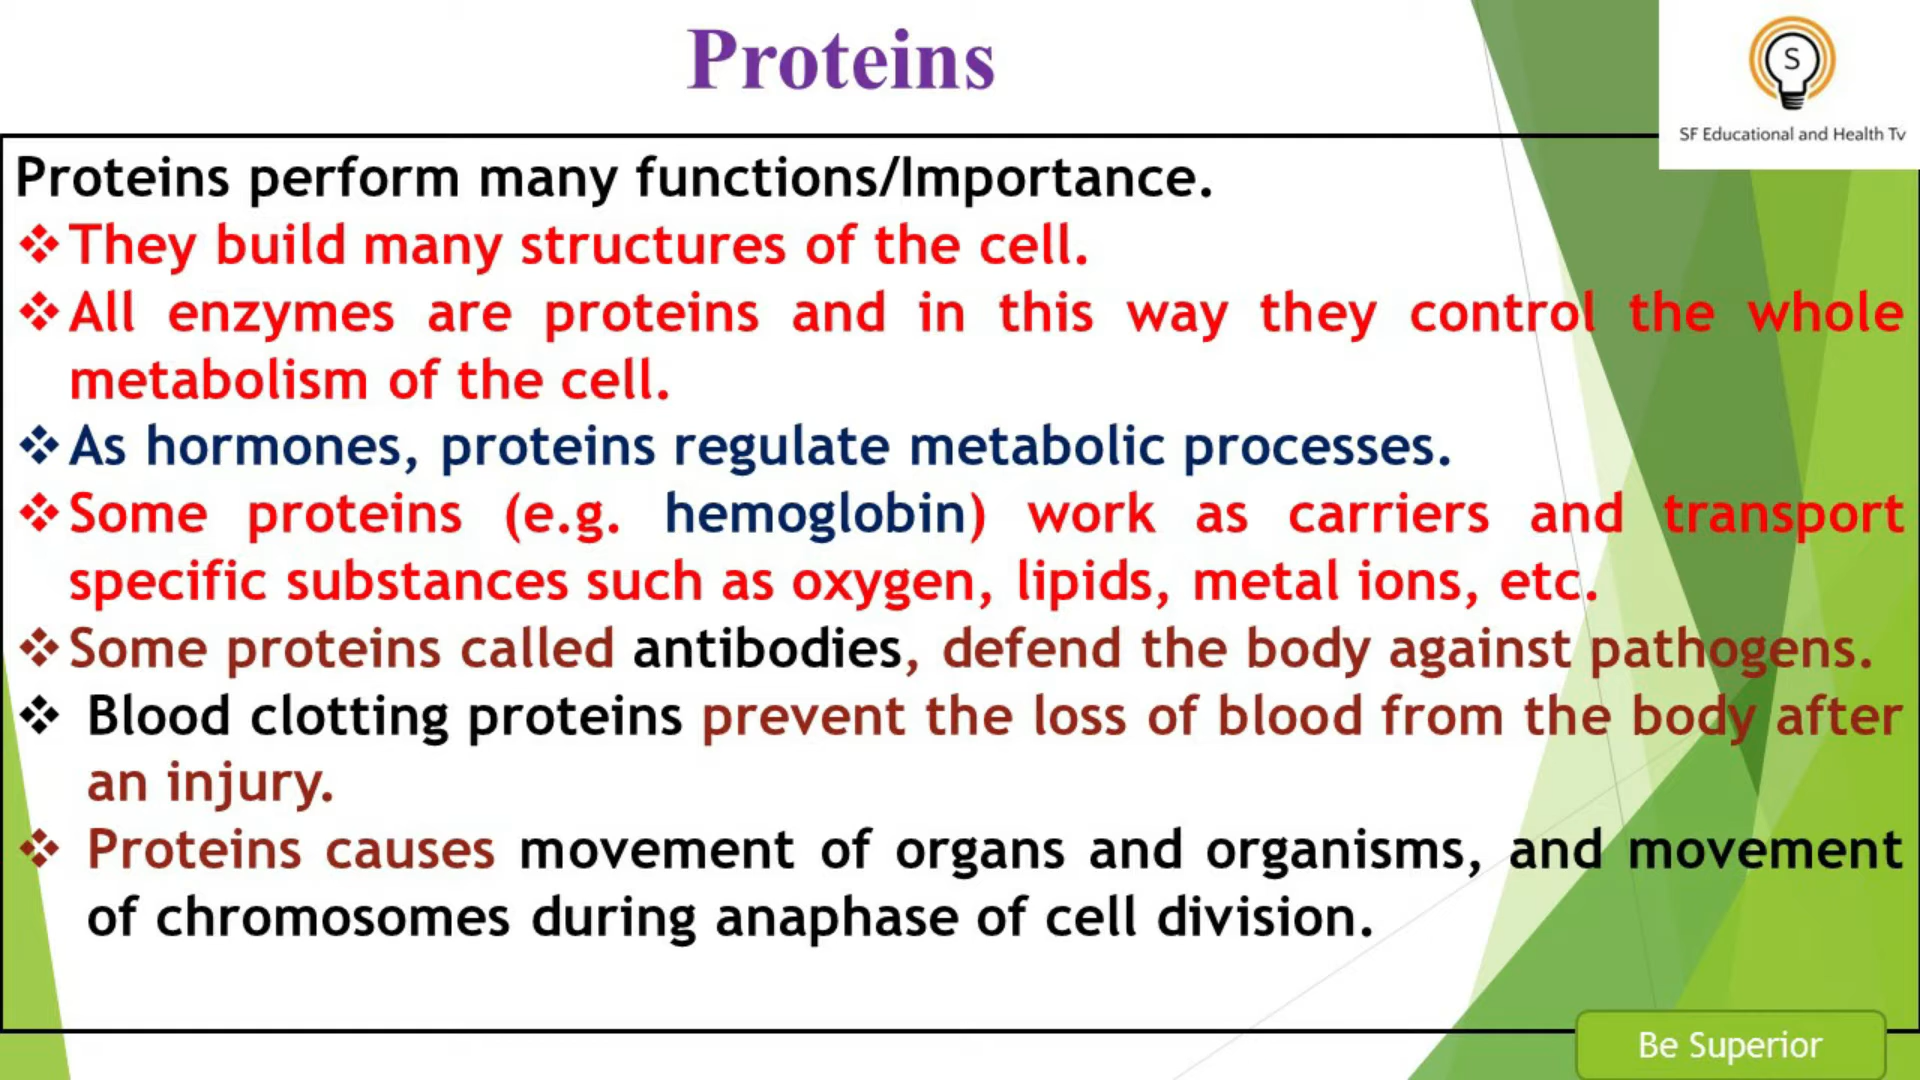 Proteins
S
SF Educational and Health Tv
Proteins perform many functions/Importance.
❖They build many structures of the cell.
❖All enzymes are proteins and in this way they control the whole
metabolism of the cell.
❖As hormones, proteins regulate metabolic processes.
❖Some proteins (e.g. hemoglobin) work as carriers and transport
specific substances such as oxygen, lipids, metal ions, etc.
❖Some proteins called antibodies, defend the body against pathogens.
❖ Blood clotting proteins prevent the loss of blood from the body after
an injury.
❖ Proteins causes movement of organs and organisms, and movement
of chromosomes during anaphase of cell division.
Be Superior